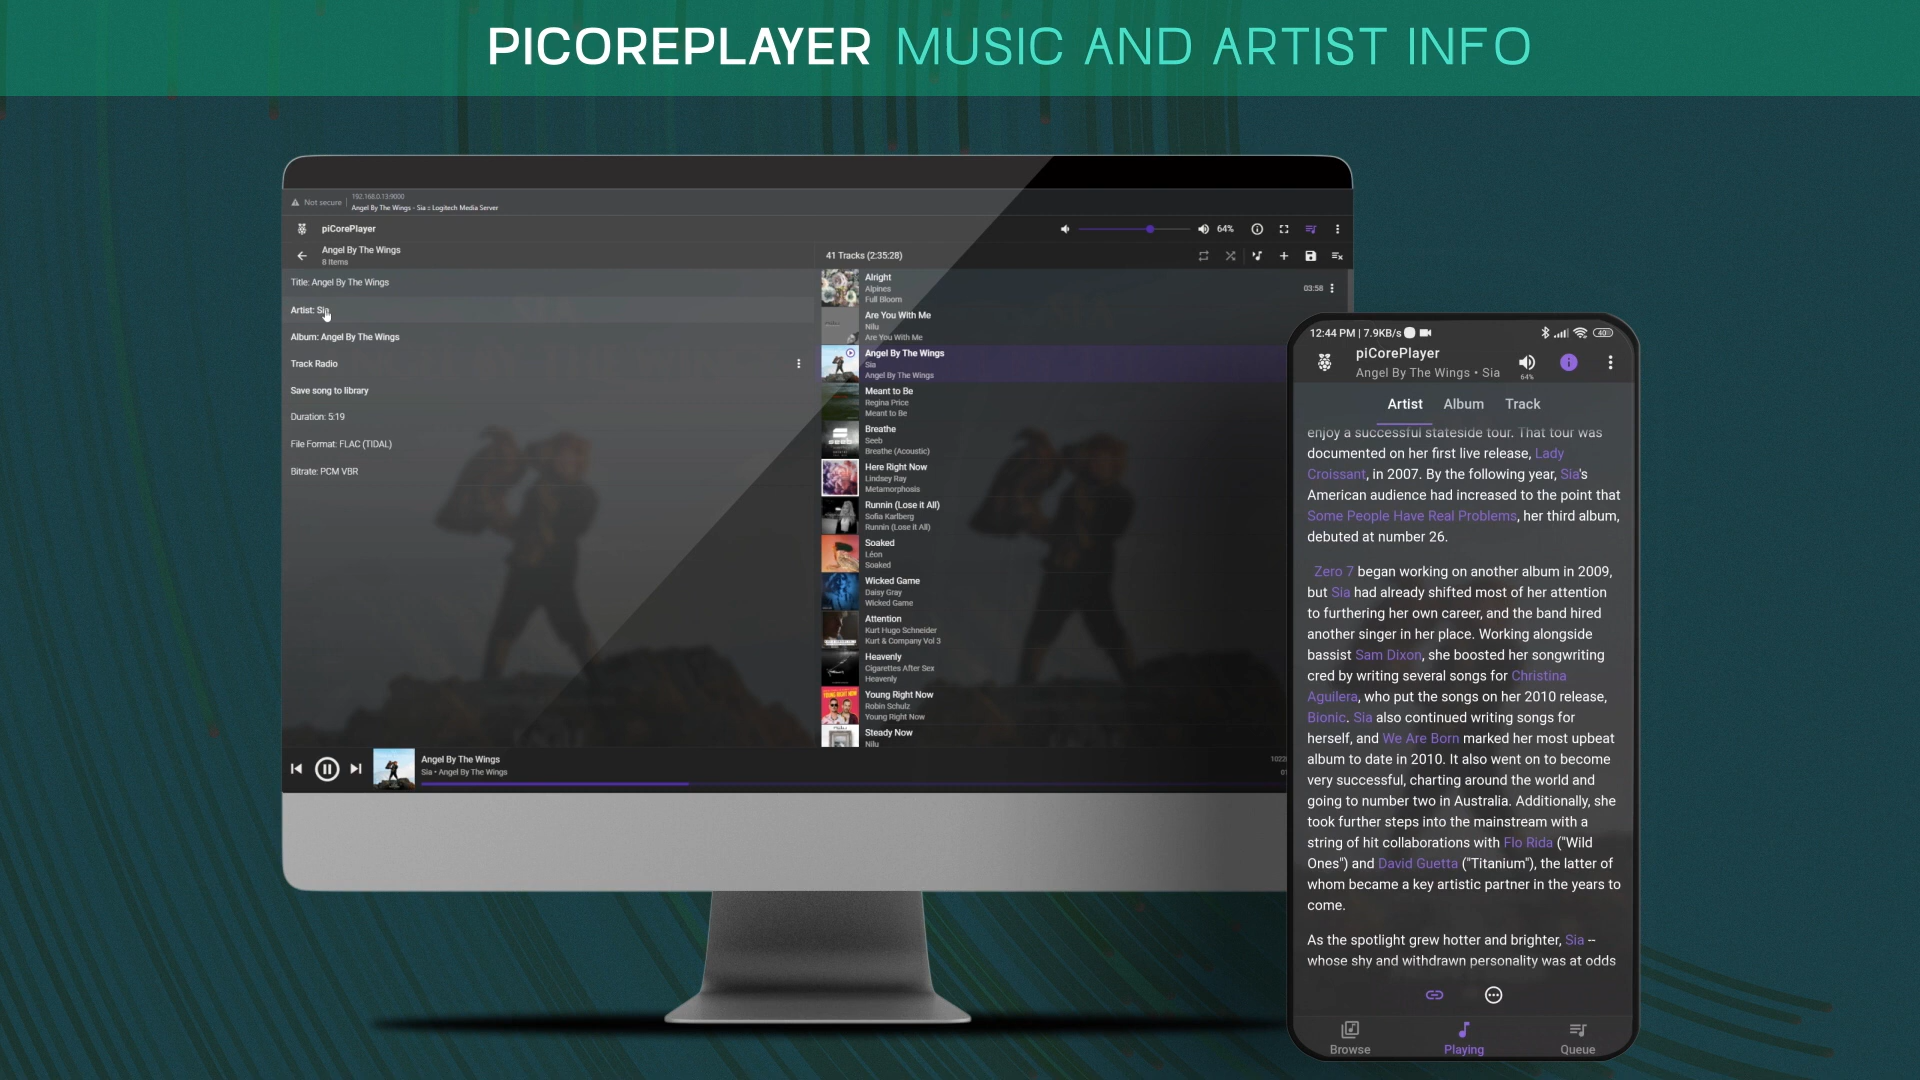 PICOREPLAYER MUSIC AND ARTIST INFO
Not secure
192.168.0.13:9000
Angel By The Wings - Sia :: Logitech Media Server
piCorePlayer
64%
Angel By The Wings
8 Items
Title: Angel By The Wings
Artist: Sia
Album: Angel By The Wings
Track Radio
Save song to library
Duration: 5:19
File Format: FLAC (TIDAL)
Bitrate: PCM VBR
41 Tracks (2:35:28)
Alright
Alpines
Full Bloom
03:58
Are You With Me
Nilu
Are You With Me
Angel By The Wings
Sia
Angel By The Wings
Meant to Be
Regina Price
Meant to Be
Breathe
Seeb
Breathe (Acoustic)
Here Right Now
Lindsey Ray
Metamorphosis
Runnin (Lose it All)
Sofia Karlberg
Runnin (Lose it All)
Soaked
Léon
Soaked
Wicked Game
Daisy Gray
Wicked Game
Attention
Kurt Hugo Schneider
Kurt & Company Vol 3
Heavenly
Cigarettes After Sex
Heavenly
Young Right Now
Robin Schulz
Young Right Now
Steady Now
Nilu
Angel By The Wings
Sia • Angel By The Wings
12:44 PM | 7.9KB/s
40
piCorePlayer
Angel By The Wings • Sia
64%
Artist Album Track
enjoy a successful stateside tour. That tour was
documented on her first live release, Lady
Croissant, in 2007. By the following year, Sia's
American audience had increased to the point that
Some People Have Real Problems, her third album,
debuted at number 26.
Zero 7 began working on another album in 2009,
but Sia had already shifted most of her attention
to furthering her own career, and the band hired
another singer in her place. Working alongside
bassist Sam Dixon, she boosted her songwriting
cred by writing several songs for Christina
Aguilera, who put the songs on her 2010 release,
Bionic. Sia also continued writing songs for
herself, and We Are Born marked her most upbeat
album to date in 2010. It also went on to become
very successful, charting around the world and
going to number two in Australia. Additionally, she
took further steps into the mainstream with a
string of hit collaborations with Flo Rida ("Wild
Ones") and David Guetta ("Titanium"), the latter of
whom became a key artistic partner in the years to
come.
As the spotlight grew hotter and brighter, Sia --
whose shy and withdrawn personality was at odds
Browse Playing Queue